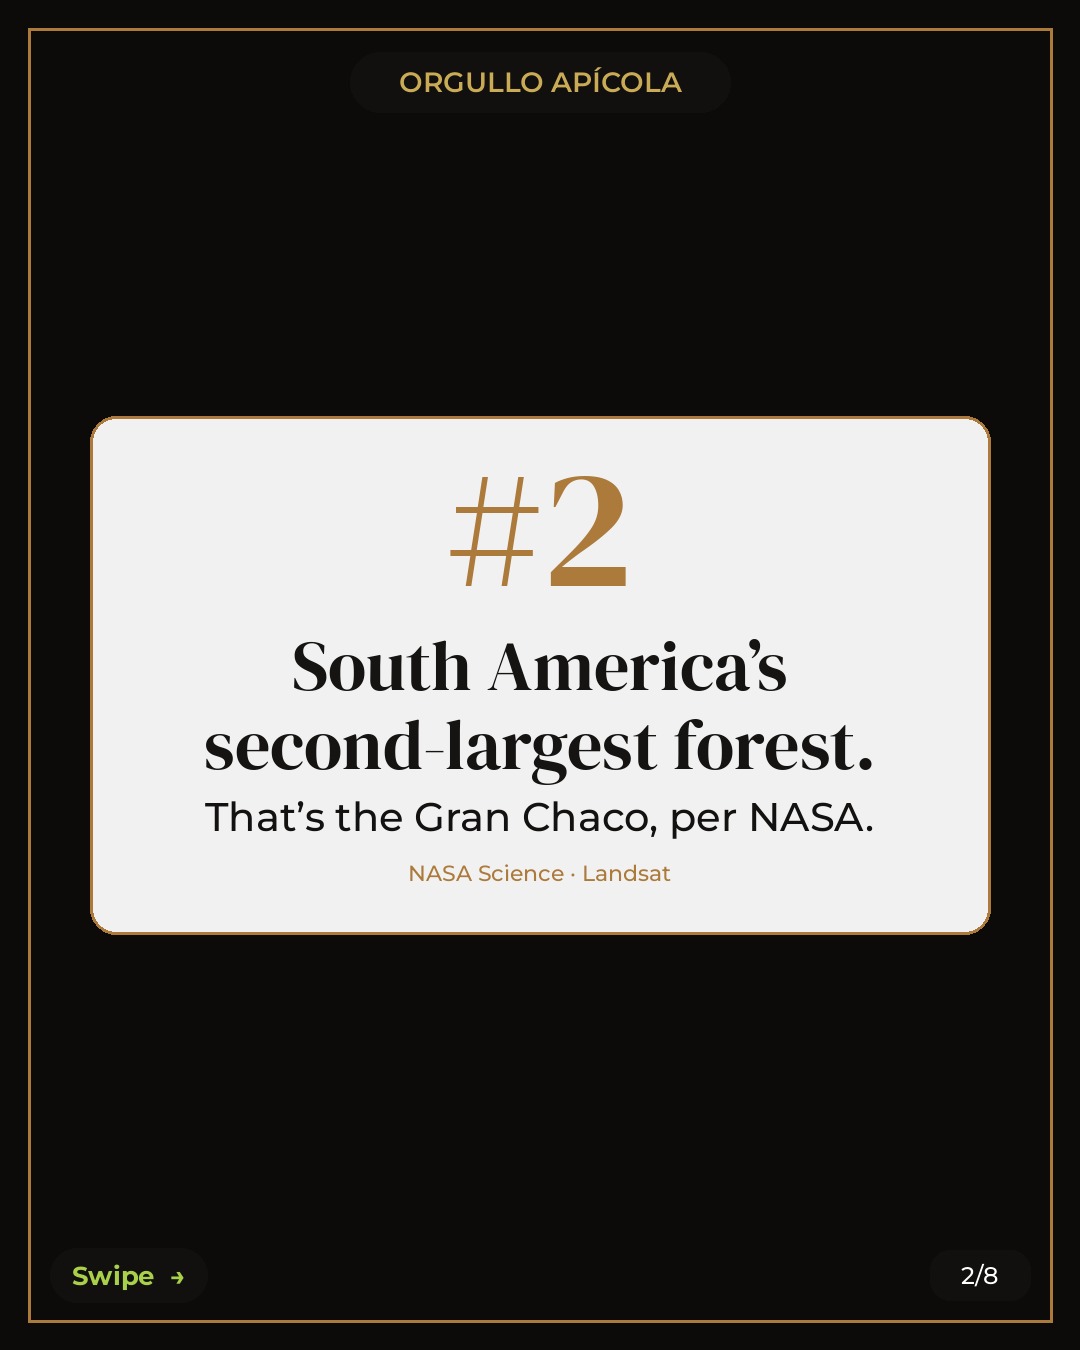 ORGULLO APÍCOLA
#2
South America’s
second-largest forest.
That’s the Gran Chaco, per NASA.
NASA Science · Landsat
Swipe →
2/8